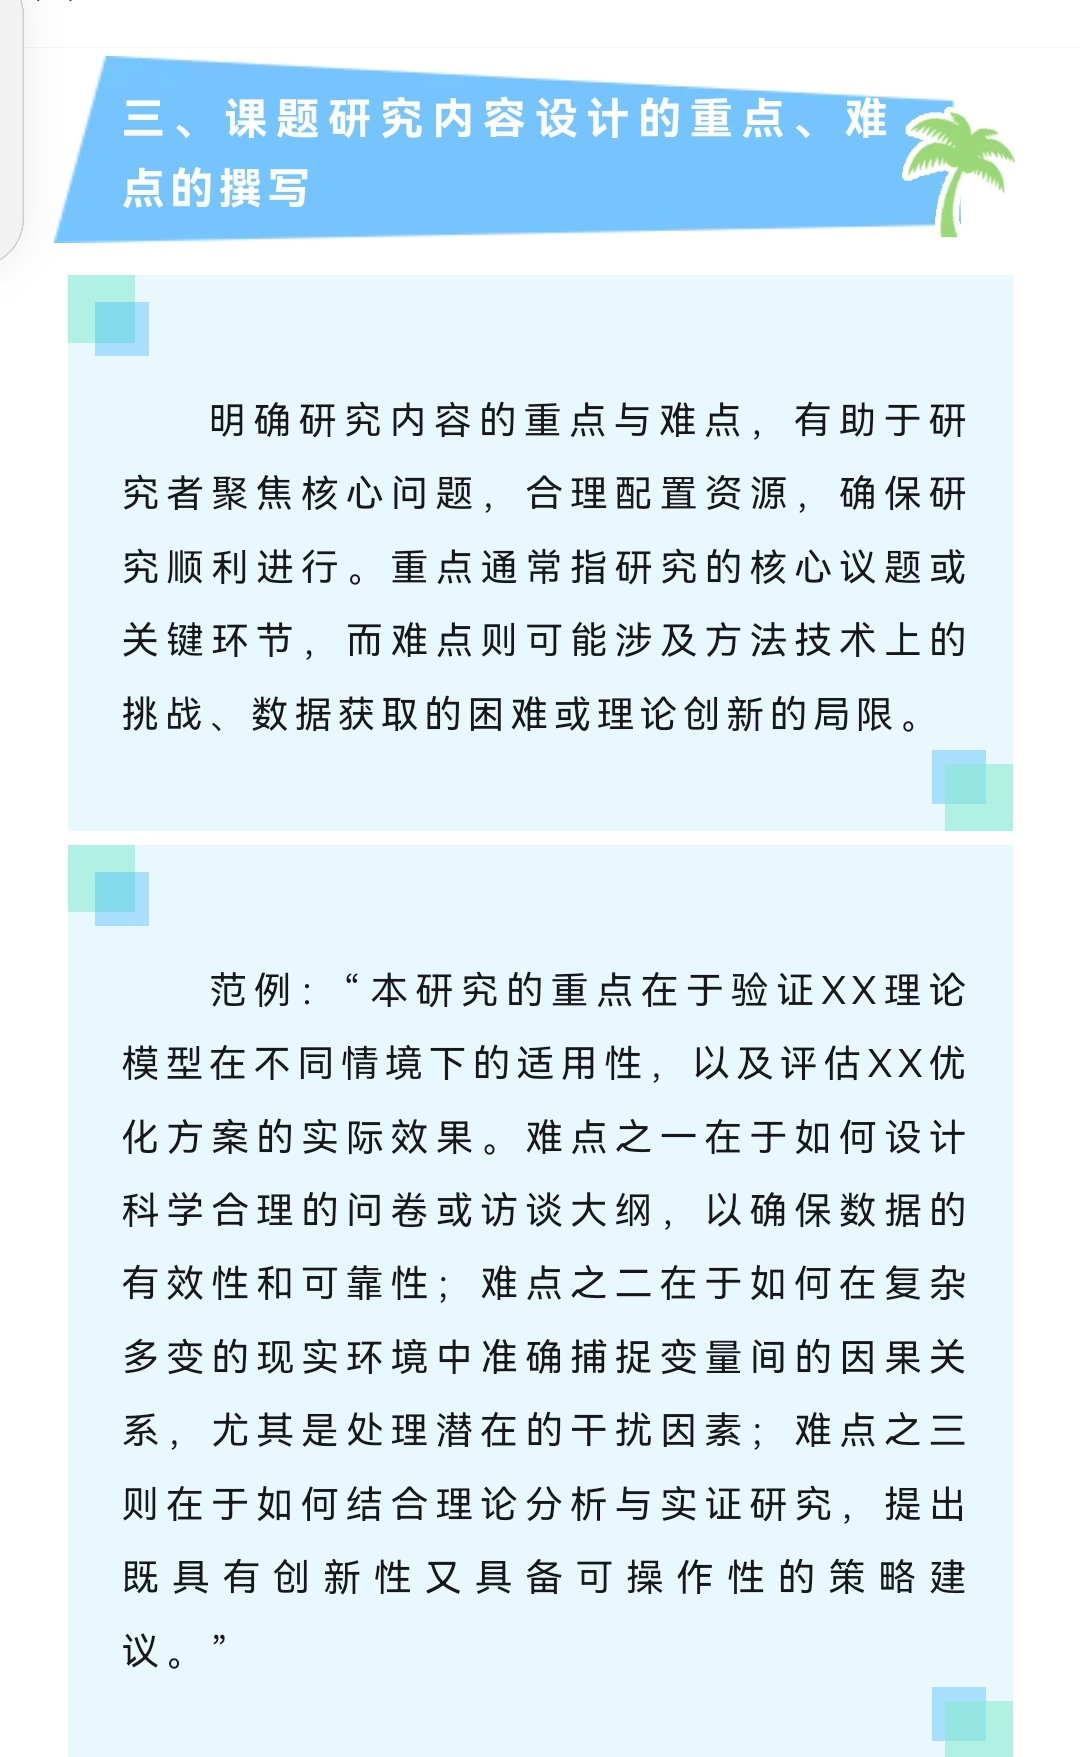 三、课题研究内容设计的重点、难
点的撰写
明确研究内容的重点与难点，有助于研
究者聚焦核心问题，合理配置资源，确保研
究顺利进行。重点通常指研究的核心议题或
关键环节，而难点则可能涉及方法技术上的
挑战、数据获取的困难或理论创新的局限。
范例：“本研究的重点在于验证XX理论
模型在不同情境下的适用性，以及评估XX优
化方案的实际效果。难点之一在于如何设计
科学合理的问卷或访谈大纲，以确保数据的
有效性和可靠性；难点之二在于如何在复杂
多变的现实环境中准确捕捉变量间的因果关
系，尤其是处理潜在的干扰因素；难点之三
则在于如何结合理论分析与实证研究，提出
既具有创新性又具备可操作性的策略建
议。”